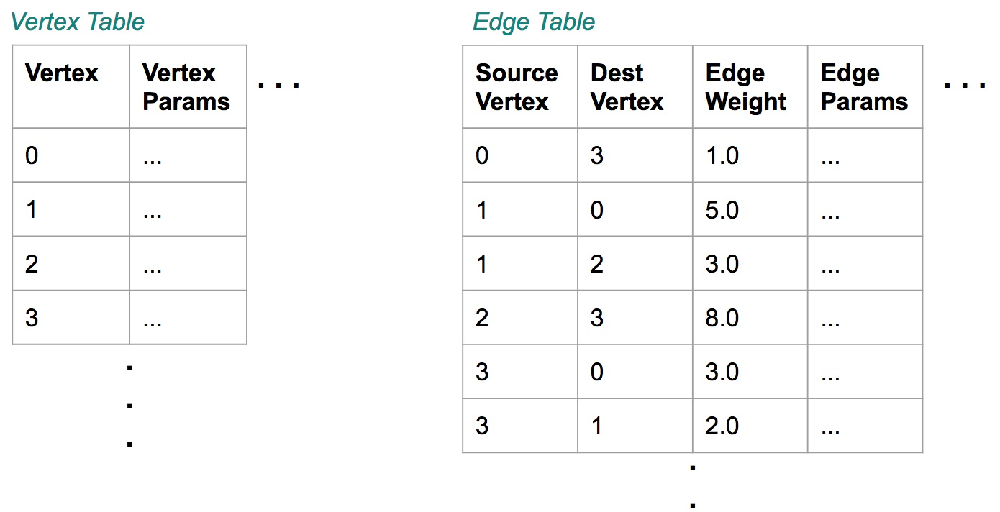 Vertex Table
Vertex Vertex Params . . .
0 ...
1 ...
2 ...
3 ...
.
.
.
Edge Table
Source Vertex Dest Vertex Edge Weight Edge Params . . .
0 3 1.0 ...
1 0 5.0 ...
1 2 3.0 ...
2 3 8.0 ...
3 0 3.0 ...
3 1 2.0 ...
.
.